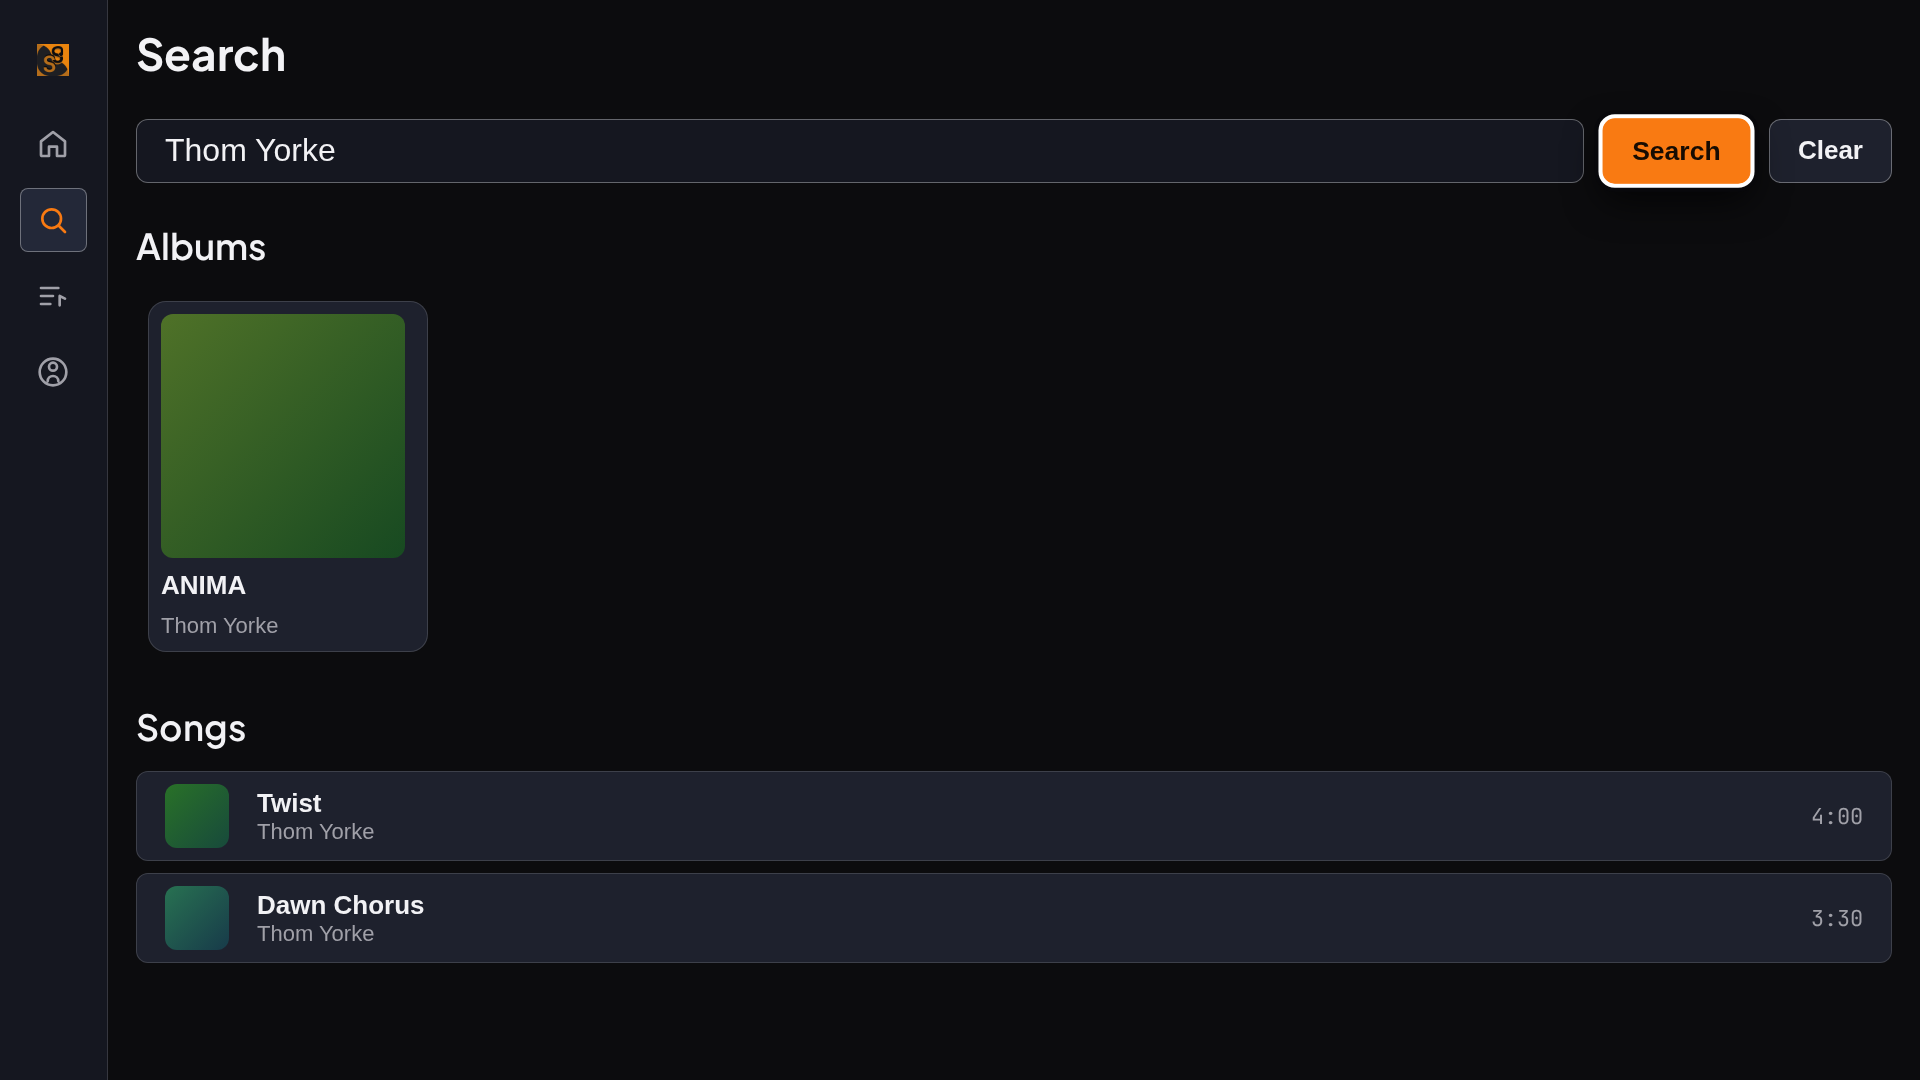 Search
Thom Yorke
Search
Clear
Albums
ANIMA
Thom Yorke
Songs
Twist
Thom Yorke
4:00
Dawn Chorus
Thom Yorke
3:30